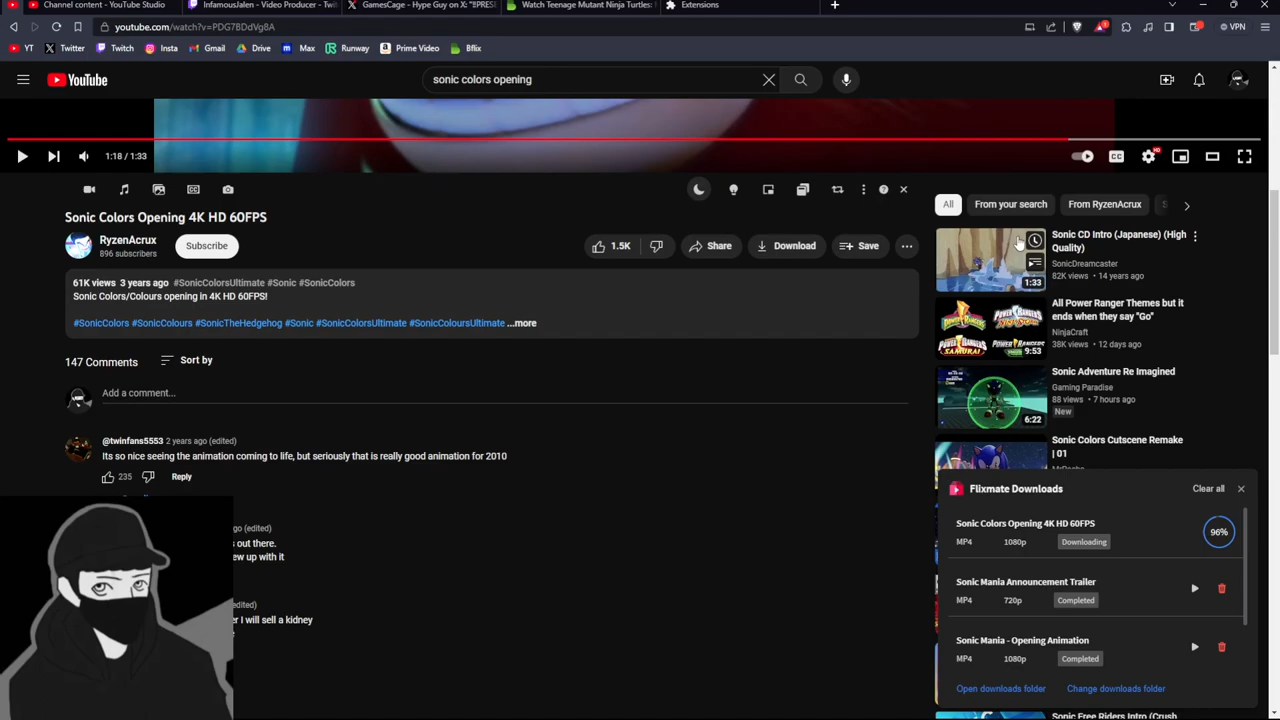 Channel content - YouTube Studio
InfamousJalen - Video Producer - Twit
GamesCage - Hype Guy on X: "#PRES
Watch Teenage Mutant Ninja Turtles:
Extensions
youtube.com/watch?v=PDG7BDdVg8A
VPN
YT Twitter Twitch Insta Gmail Drive Max Runway Prime Video Bflix
YouTube
sonic colors opening
1:18 / 1:33
CC
HD
Sonic Colors Opening 4K HD 60FPS
RyzenAcrux
896 subscribers
Subscribe
1.5K
Share
Download
Save
61K views 3 years ago #SonicColorsUltimate #Sonic #SonicColors
Sonic Colors/Colours opening in 4K HD 60FPS!
#SonicColors #SonicColours #SonicTheHedgehog #Sonic #SonicColorsUltimate #SonicColoursUltimate ...more
147 Comments
Sort by
Add a comment...
@twinfans5553 2 years ago (edited)
Its so nice seeing the animation coming to life, but seriously that is really good animation for 2010
235
Reply
go (edited)
s out there.
ew up with it
(edited)
er I will sell a kidney
All
From your search
From RyzenAcrux
Sonic CD Intro (Japanese) (High
Quality)
SonicDreamcaster
82K views • 14 years ago
1:33
All Power Ranger Themes but it
ends when they say "Go"
NinjaCraft
38K views • 12 days ago
9:53
Sonic Adventure Re Imagined
Gaming Paradise
88 views • 7 hours ago
New
6:22
Sonic Colors Cutscene Remake
| 01
Flixmate Downloads
Clear all
Sonic Colors Opening 4K HD 60FPS
MP4 1080p Downloading
96%
Sonic Mania Announcement Trailer
MP4 720p Completed
Sonic Mania - Opening Animation
MP4 1080p Completed
Open downloads folder
Change downloads folder
Sonic Free Riders Intro (Crush